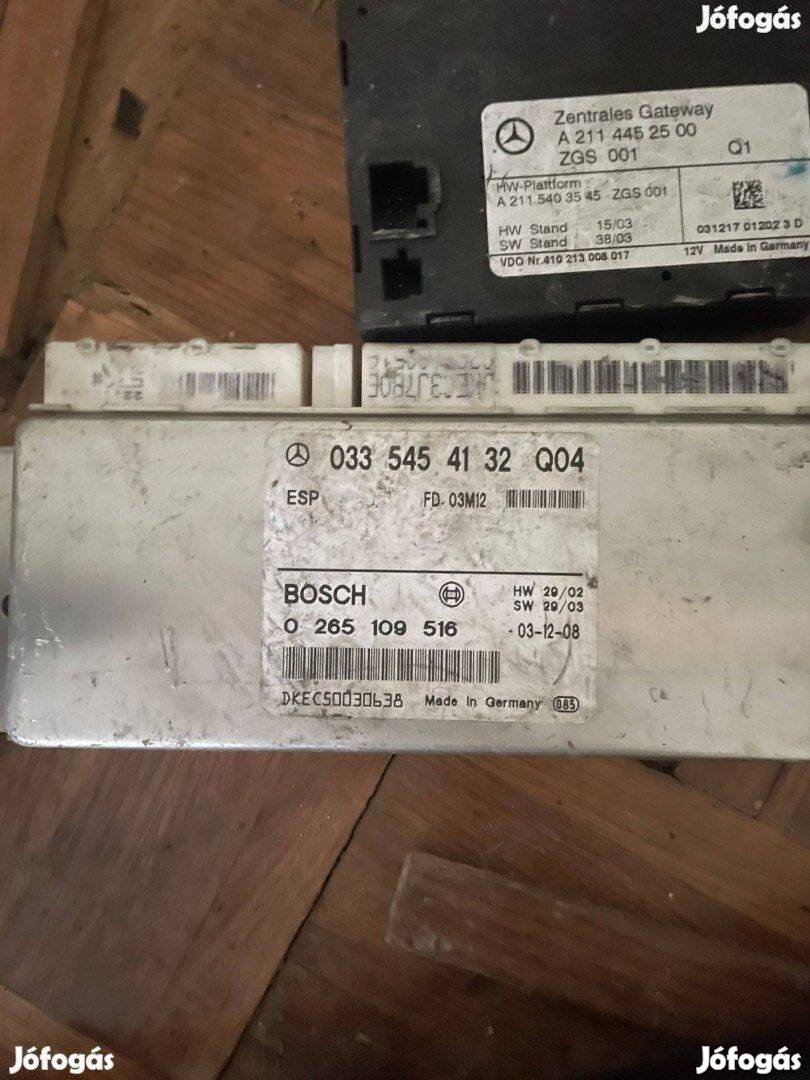 Jófogás
Zentrales Gateway
A 211 445 25 00
ZGS 001 Q1
HW-Plattform
A 211 540 35 45 ZGS 001
HW Stand 15/03
SW Stand 38/03
031217 01202 3 D
VDO Nr. 410 213 008 017 12V Made in Germany
033 545 41 32 Q04
ESP FD. 03M12
BOSCH HW 29/02
SW 29/03
0 265 109 516 03-12-08
DKEC50030638 Made in Germany 085
Jófogás Jófogás